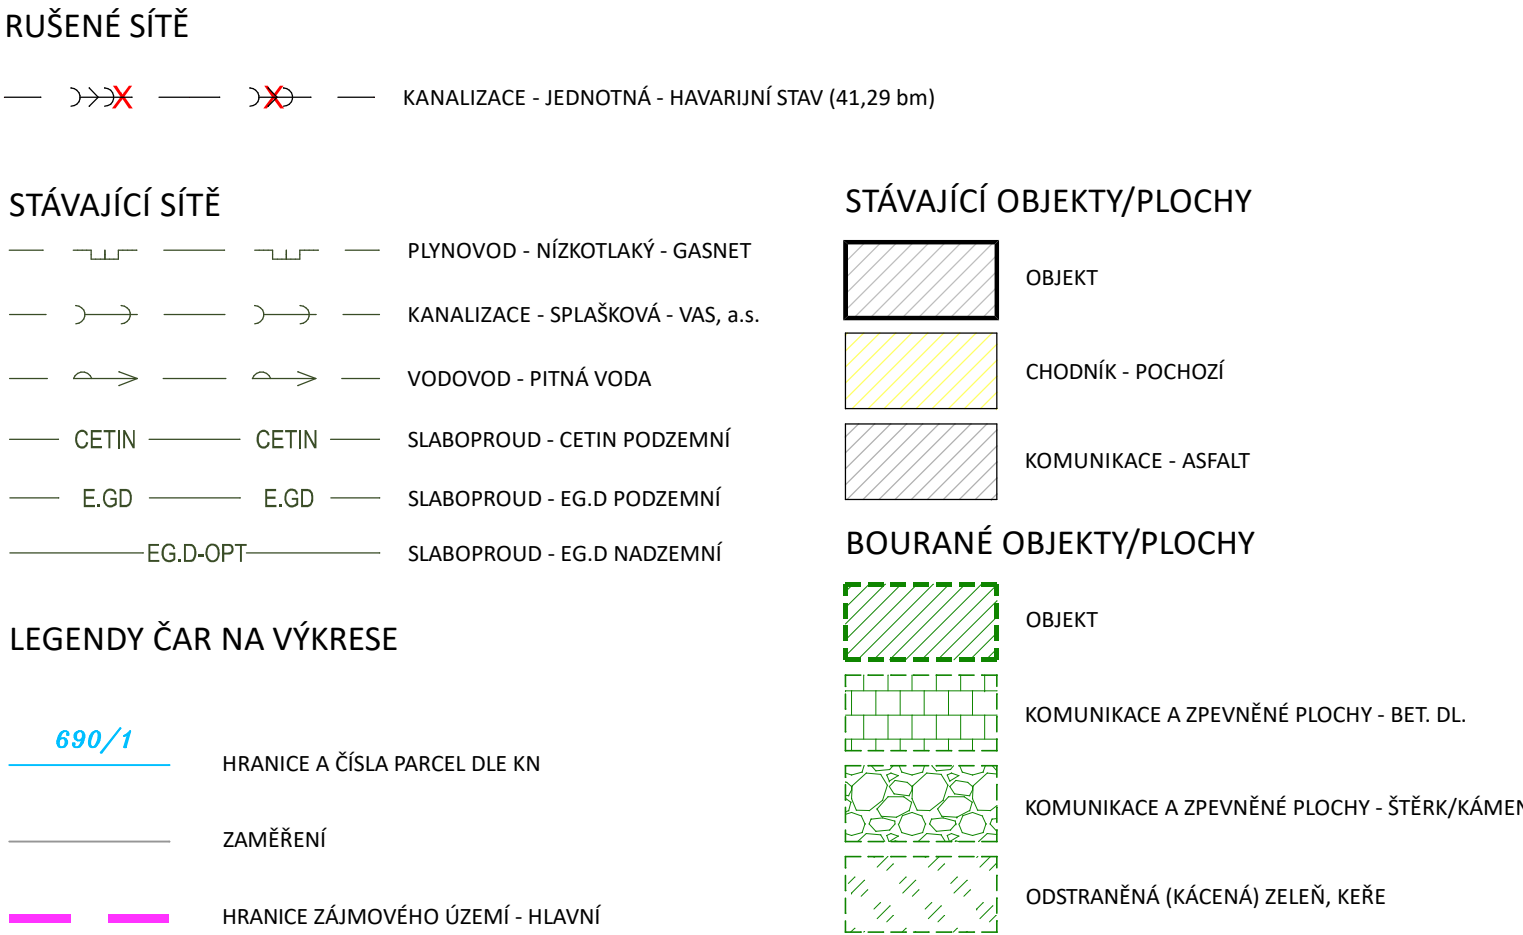 RUŠENÉ SÍTĚ
KANALIZACE - JEDNOTNÁ - HAVARIJNÍ STAV (41,29 bm)
STÁVAJÍCÍ SÍTĚ
PLYNOVOD - NÍZKOTLAKÝ - GASNET
KANALIZACE - SPLAŠKOVÁ - VAS, a.s.
VODOVOD - PITNÁ VODA
CETIN CETIN SLABOPROUD - CETIN PODZEMNÍ
E.GD E.GD SLABOPROUD - EG.D PODZEMNÍ
EG.D-OPT SLABOPROUD - EG.D NADZEMNÍ
LEGENDY ČAR NA VÝKRESE
690/1
HRANICE A ČÍSLA PARCEL DLE KN
ZAMĚŘENÍ
HRANICE ZÁJMOVÉHO ÚZEMÍ - HLAVNÍ
STÁVAJÍCÍ OBJEKTY/PLOCHY
OBJEKT
CHODNÍK - POCHOZÍ
KOMUNIKACE - ASFALT
BOURANÉ OBJEKTY/PLOCHY
OBJEKT
KOMUNIKACE A ZPEVNĚNÉ PLOCHY - BET. DL.
KOMUNIKACE A ZPEVNĚNÉ PLOCHY - ŠTĚRK/KÁMEN
ODSTRANĚNÁ (KÁCENÁ) ZELEŇ, KEŘE